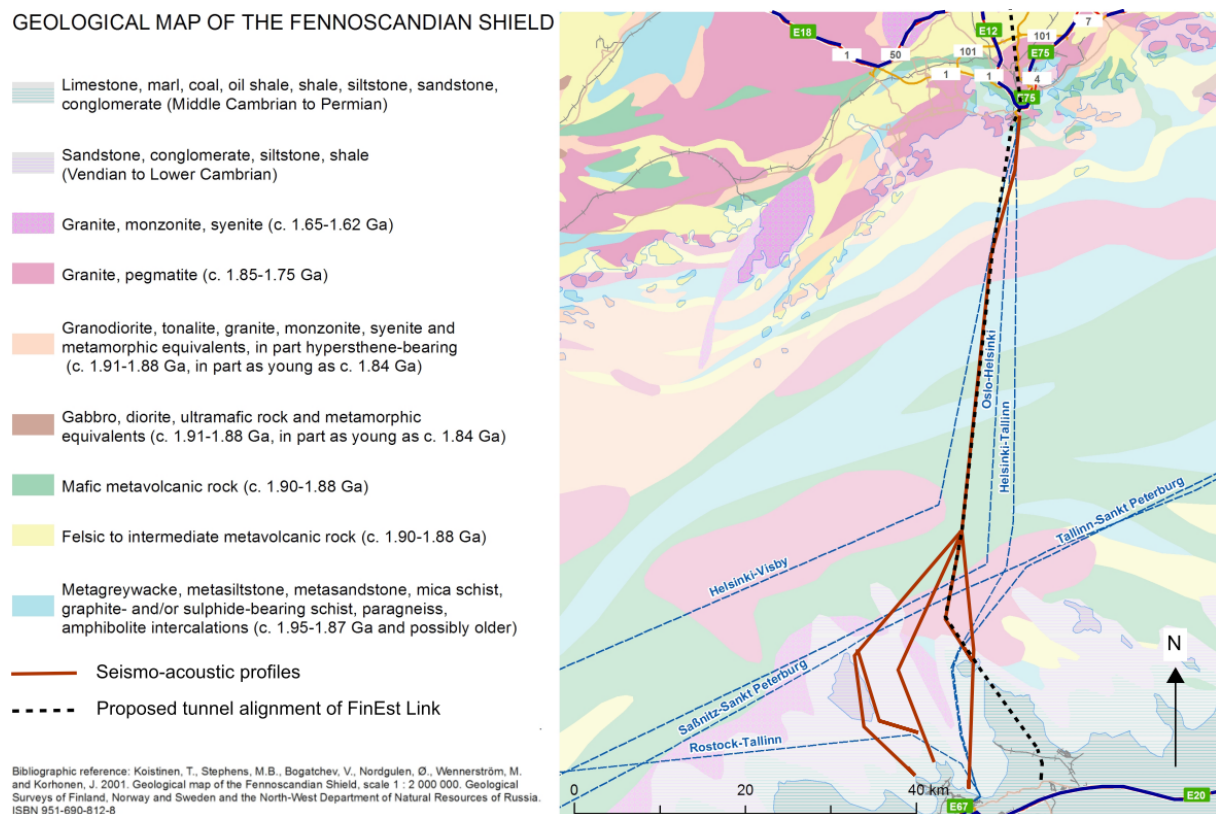 GEOLOGICAL MAP OF THE FENNOSCANDIAN SHIELD
Limestone, marl, coal, oil shale, shale, siltstone, sandstone,
conglomerate (Middle Cambrian to Permian)
Sandstone, conglomerate, siltstone, shale
(Vendian to Lower Cambrian)
Granite, monzonite, syenite (c. 1.65-1.62 Ga)
Granite, pegmatite (c. 1.85-1.75 Ga)
Granodiorite, tonalite, granite, monzonite, syenite and
metamorphic equivalents, in part hypersthene-bearing
(c. 1.91-1.88 Ga, in part as young as c. 1.84 Ga)
Gabbro, diorite, ultramafic rock and metamorphic
equivalents (c. 1.91-1.88 Ga, in part as young as c. 1.84 Ga)
Mafic metavolcanic rock (c. 1.90-1.88 Ga)
Felsic to intermediate metavolcanic rock (c. 1.90-1.88 Ga)
Metagreywacke, metasiltstone, metasandstone, mica schist,
graphite- and/or sulphide-bearing schist, paragneiss,
amphibolite intercalations (c. 1.95-1.87 Ga and possibly older)
Seismo-acoustic profiles
Proposed tunnel alignment of FinEst Link
Bibliographic reference: Koistinen, T., Stephens, M.B., Bogatchev, V., Nordgulen, Ø., Wennerström, M.
and Korhonen, J. 2001. Geological map of the Fennoscandian Shield, scale 1 : 2 000 000. Geological
Surveys of Finland, Norway and Sweden and the North-West Department of Natural Resources of Russia.
ISBN 951-690-812-8
E18
E12
7
101
1
50
101
E75
1
1
4
E75
Oslo-Helsinki
Helsinki-Tallinn
Tallinn-Sankt Peterburg
Helsinki-Visby
Saßnitz-Sankt Peterburg
Rostock-Tallinn
N
0
20
40 km
E67
E20